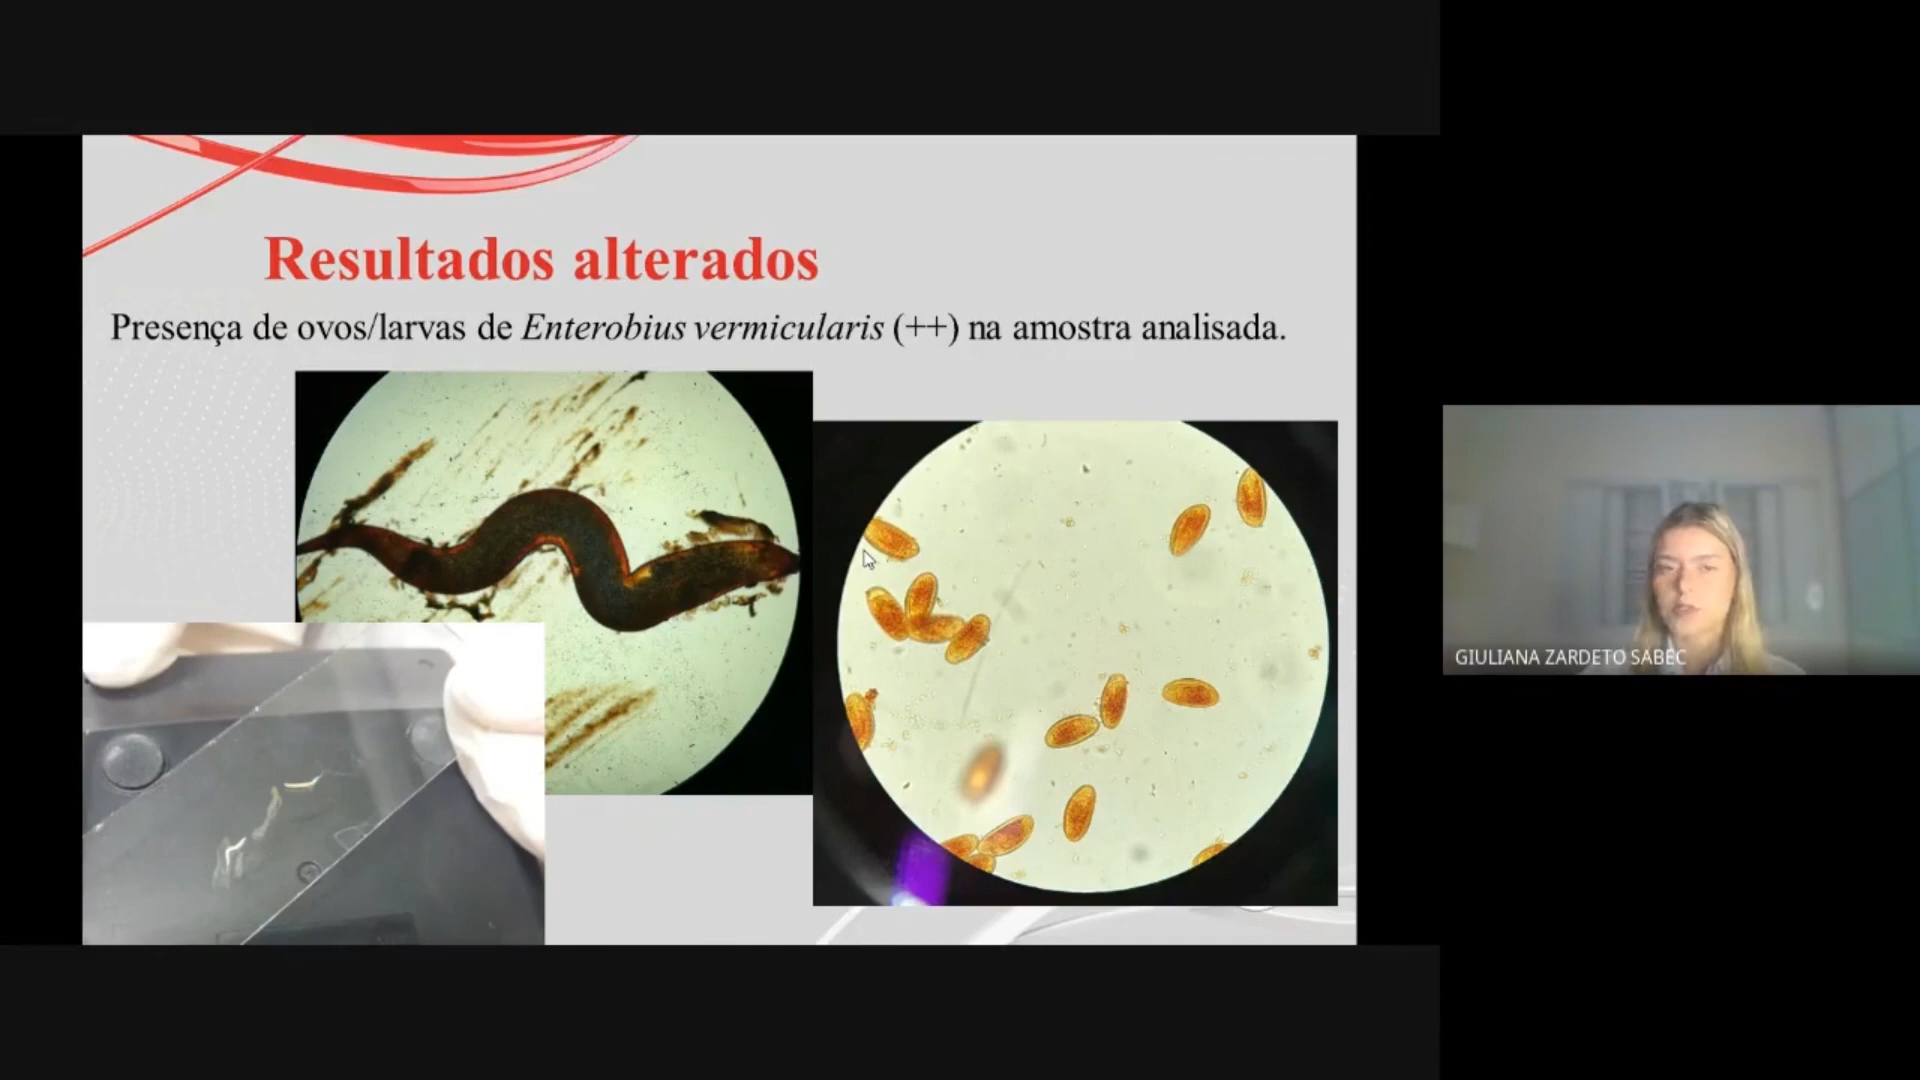 Resultados alterados
Presença de ovos/larvas de Enterobius vermicularis (++) na amostra analisada.
GIULIANA ZARDETO SABEC